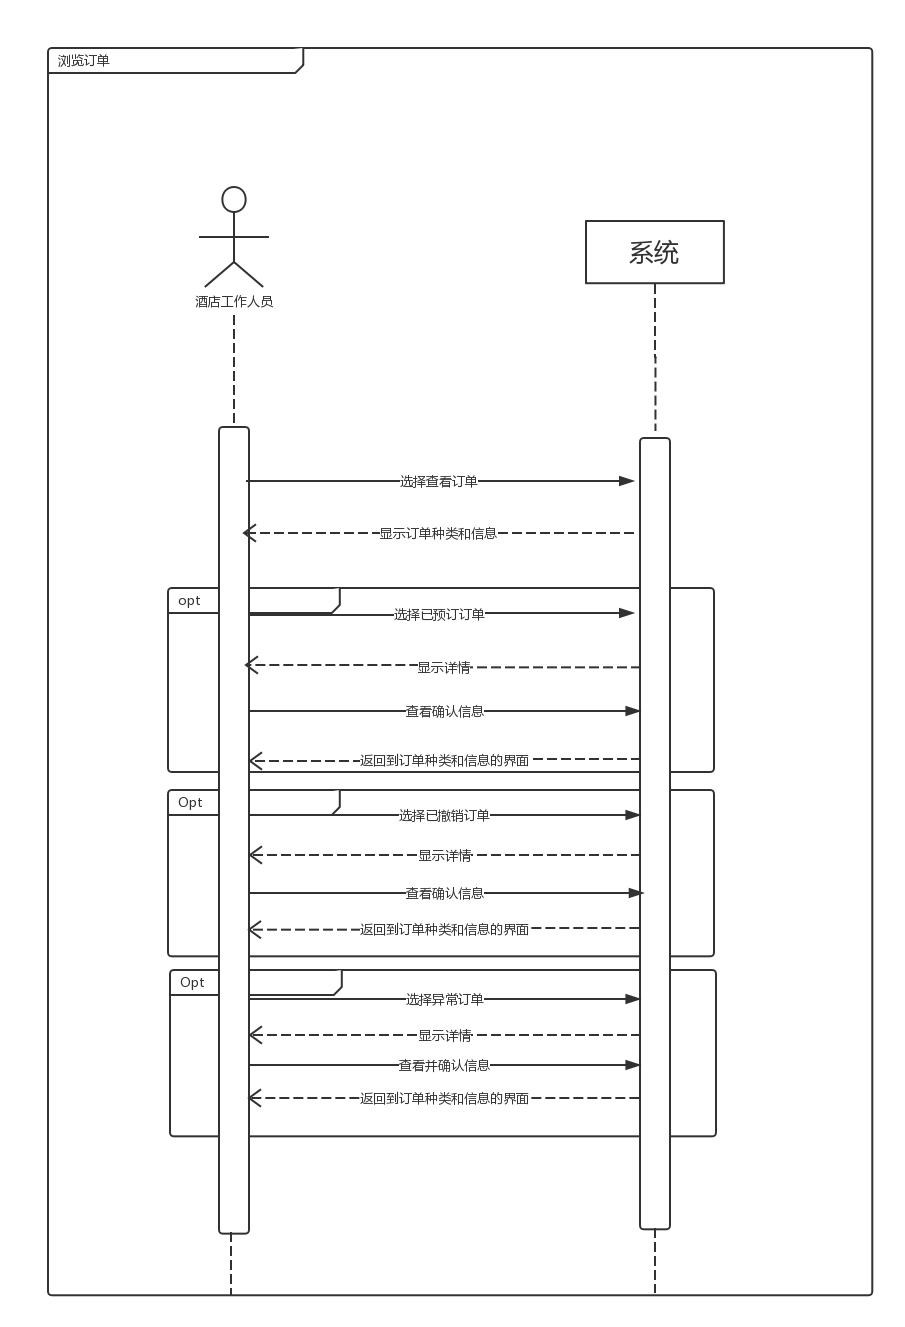 浏览订单
系统
酒店工作人员
选择查看订单
显示订单种类和信息
opt
选择已预订订单
显示详情
查看确认信息
返回到订单种类和信息的界面
Opt
选择已撤销订单
显示详情
查看确认信息
返回到订单种类和信息的界面
Opt
选择异常订单
显示详情
查看并确认信息
返回到订单种类和信息的界面